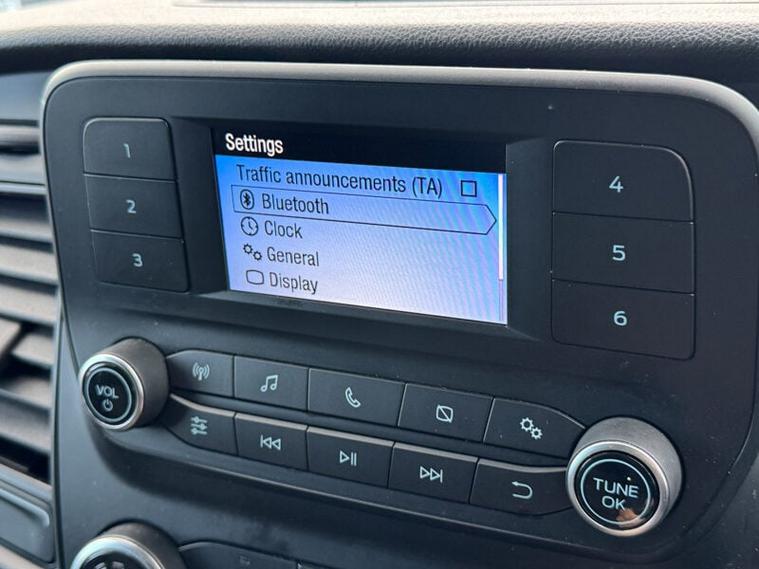 Settings
Traffic announcements (TA)
Bluetooth
Clock
General
Display
1
2
3
4
5
6
VOL
TUNE
OK